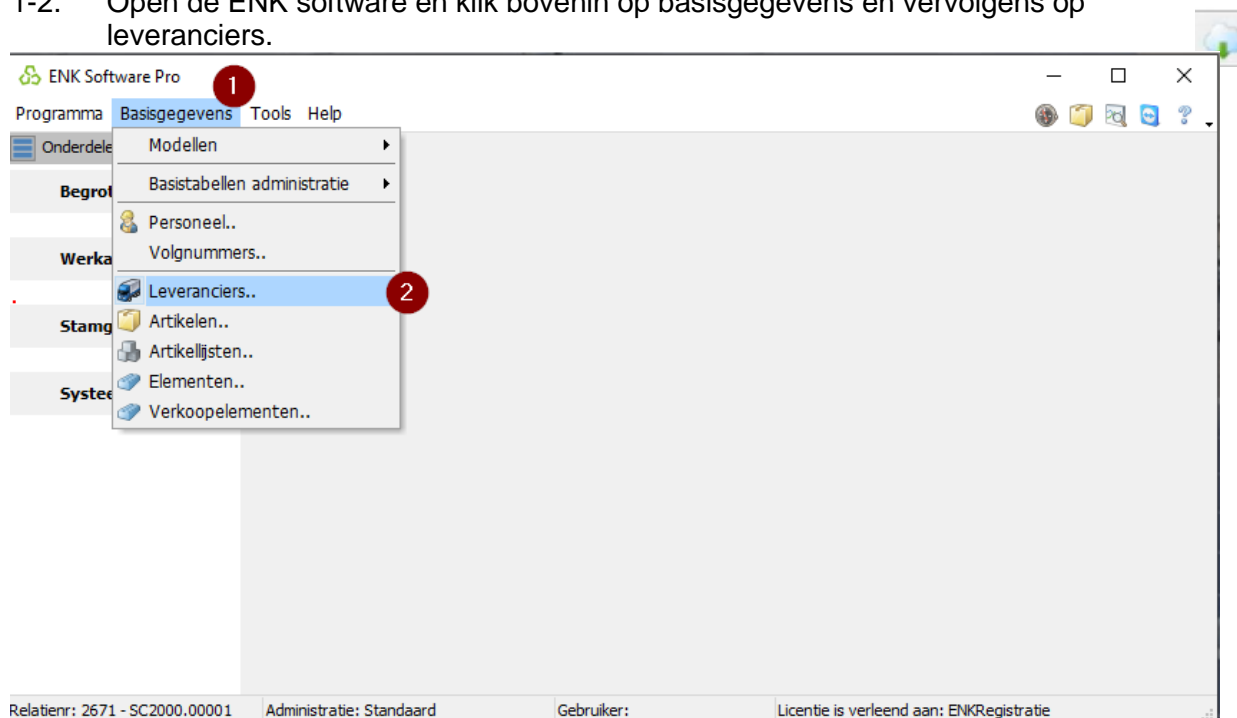 1-2. Open de ENK software en klik bovenin op basisgegevens en vervolgens op
leveranciers.
ENK Software Pro
1
Programma Basisgegevens Tools Help
Onderdele
Modellen
Begrot
Basistabellen administratie
Personeel..
Werka
Volgnummers..
Leveranciers..
2
Stamg
Artikelen..
Artikellijsten..
Systee
Elementen..
Verkoopelementen..
Relatienr: 2671 - SC2000.00001 Administratie: Standaard Gebruiker: Licentie is verleend aan: ENKRegistratie